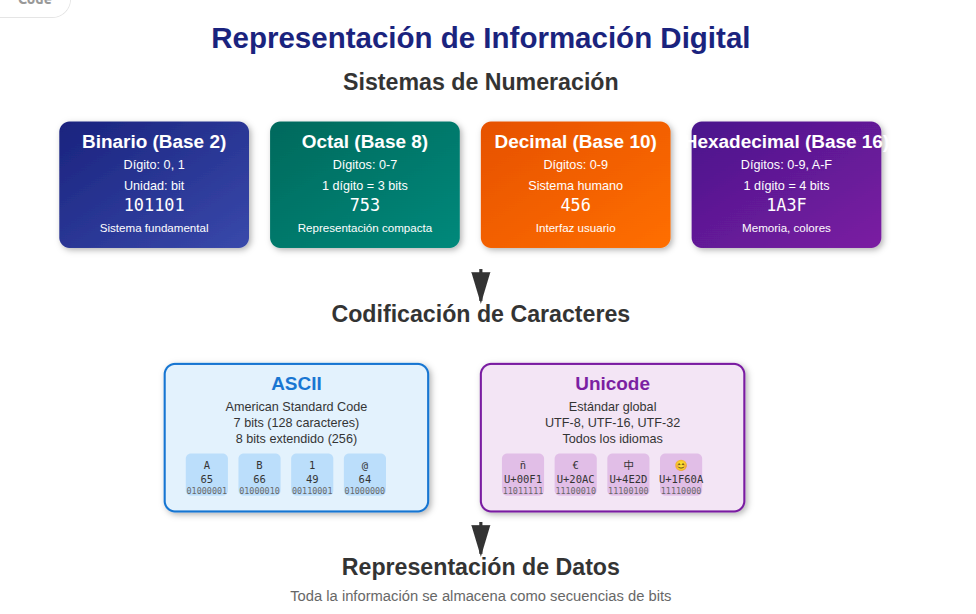 Code
Representación de Información Digital
Sistemas de Numeración
Binario (Base 2)
Dígito: 0, 1
Unidad: bit
101101
Sistema fundamental
Octal (Base 8)
Dígitos: 0-7
1 dígito = 3 bits
753
Representación compacta
Decimal (Base 10)
Dígitos: 0-9
Sistema humano
456
Interfaz usuario
Hexadecimal (Base 16)
Dígitos: 0-9, A-F
1 dígito = 4 bits
1A3F
Memoria, colores
Codificación de Caracteres
ASCII
American Standard Code
7 bits (128 caracteres)
8 bits extendido (256)
A B 1 @
65 66 49 64
01000001 01000010 00110001 01000000
Unicode
Estándar global
UTF-8, UTF-16, UTF-32
Todos los idiomas
ñ € 中 😊
U+00F1 U+20AC U+4E2D U+1F60A
11011111 11100010 11100100 11110000
Representación de Datos
Toda la información se almacena como secuencias de bits